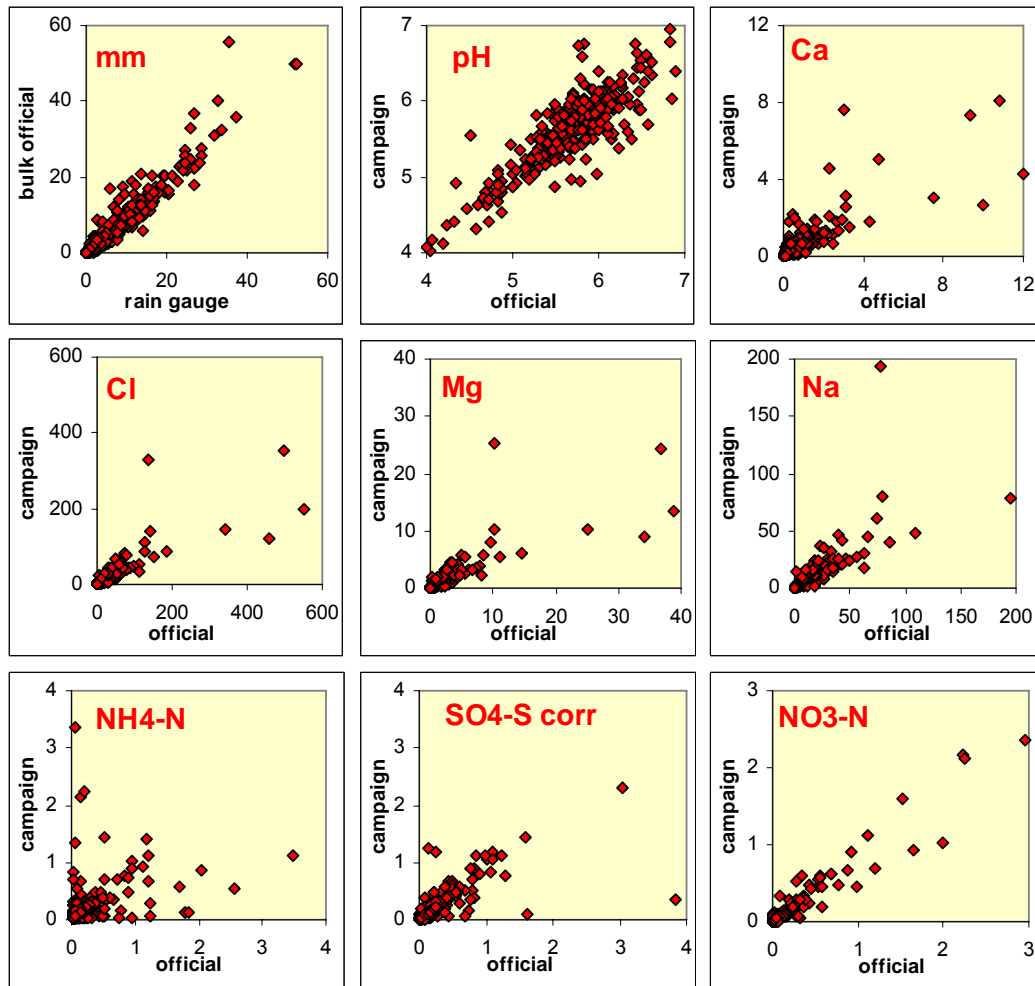 mm
bulk official
60
40
20
0
0 20 40 60
rain gauge
pH
campaign
7
6
5
4
4 5 6 7
official
Ca
campaign
12
8
4
0
0 4 8 12
official
Cl
campaign
600
400
200
0
0 200 400 600
official
Mg
campaign
40
30
20
10
0
0 10 20 30 40
official
Na
campaign
200
150
100
50
0
0 50 100 150 200
official
NH4-N
campaign
4
3
2
1
0
0 1 2 3 4
official
SO4-S corr
campaign
4
3
2
1
0
0 1 2 3 4
official
NO3-N
campaign
3
2
1
0
0 1 2 3
official